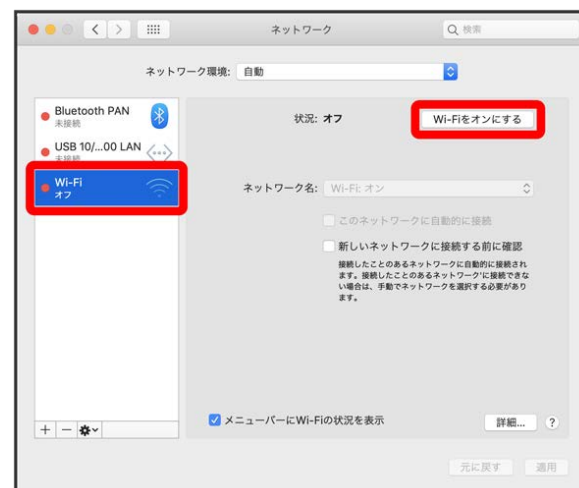 ネットワーク
検索
ネットワーク環境: 自動
Bluetooth PAN
未接続
USB 10/...00 LAN
未接続
Wi-Fi
オフ
状況: オフ
Wi-Fiをオンにする
ネットワーク名: Wi-Fi: オン
このネットワークに自動的に接続
新しいネットワークに接続する前に確認
接続したことのあるネットワークに自動的に接続され
ます。接続したことのあるネットワークに接続できな
い場合は、手動でネットワークを選択する必要があり
ます。
メニューバーにWi-Fiの状況を表示
詳細...
?
元に戻す
適用